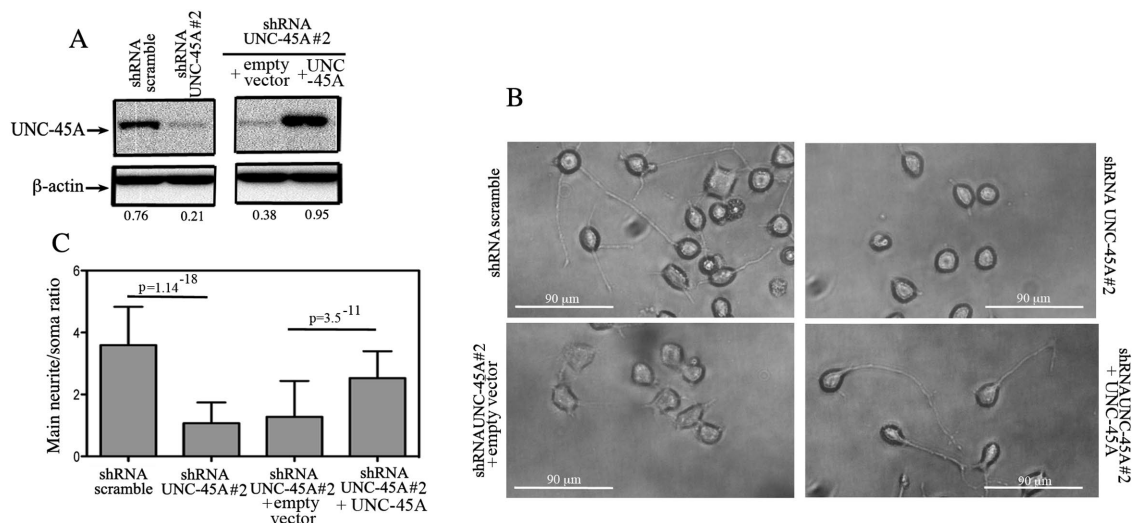 A
shRNA
scramble
shRNA
UNC-45A#2
shRNA
UNC-45A#2
+ empty
vector
+ UNC
-45A
UNC-45A
β-actin
0.76
0.21
0.38
0.95
B
shRNA scramble
90 µm
shRNA UNC-45A#2
90 µm
shRNAUNC-45A#2
+ empty vector
90 µm
shRNAUNC-45A#2
+ UNC-45A
90 µm
C
Main neurite/soma ratio
6
4
2
0
p=1.14-18
p=3.5-11
shRNA
scramble
shRNA
UNC-45A#2
shRNA
UNC-45A#2
+empty
vector
shRNA
UNC-45A#2
+ UNC-45A